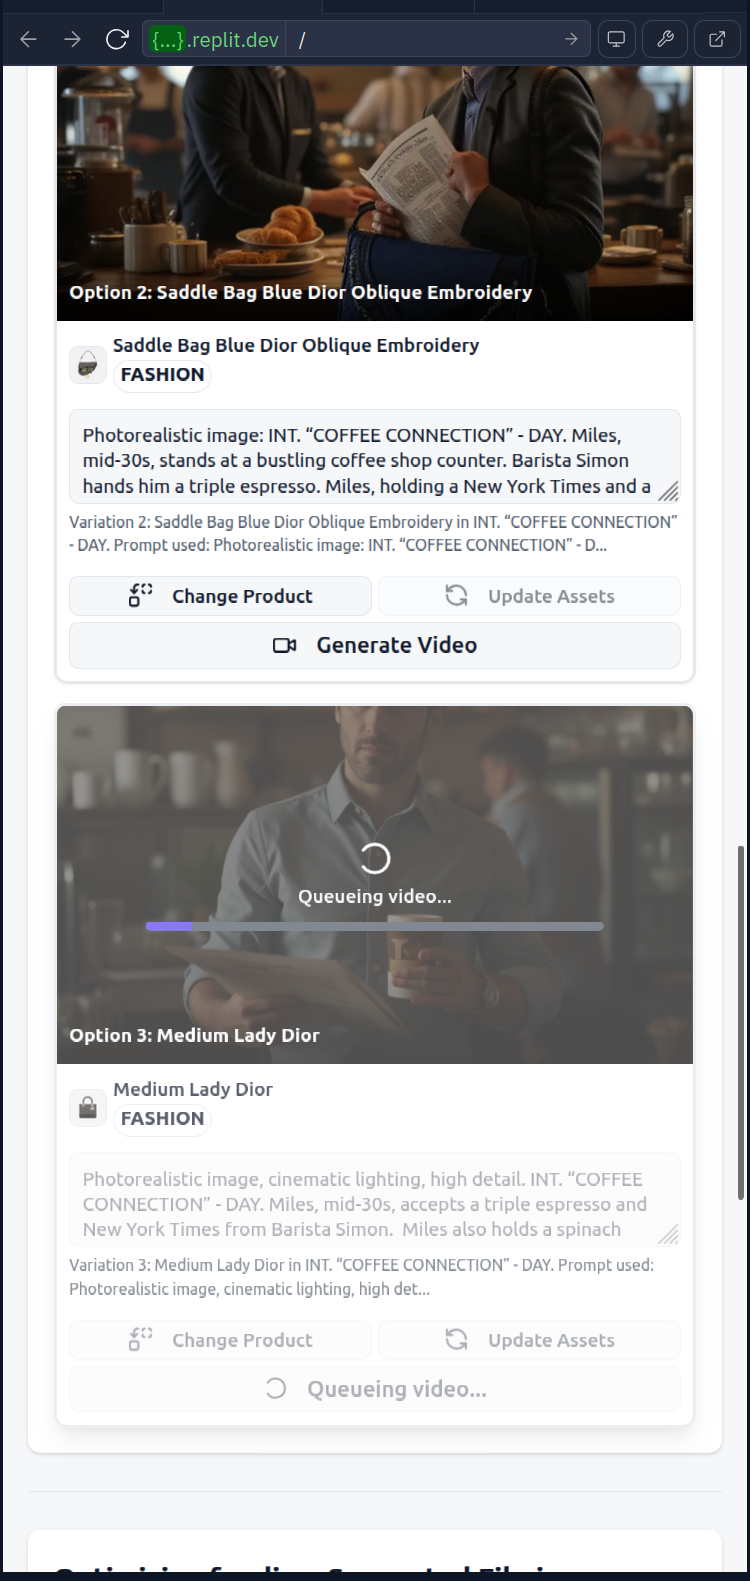 {...}.replit.dev /
Option 2: Saddle Bag Blue Dior Oblique Embroidery
Saddle Bag Blue Dior Oblique Embroidery
FASHION
Photorealistic image: INT. “COFFEE CONNECTION” - DAY. Miles,
mid-30s, stands at a bustling coffee shop counter. Barista Simon
hands him a triple espresso. Miles, holding a New York Times and a
Variation 2: Saddle Bag Blue Dior Oblique Embroidery in INT. “COFFEE CONNECTION”
- DAY. Prompt used: Photorealistic image: INT. “COFFEE CONNECTION” - D...
Change Product
Update Assets
Generate Video
Queueing video...
Option 3: Medium Lady Dior
Medium Lady Dior
FASHION
Photorealistic image, cinematic lighting, high detail. INT. “COFFEE
CONNECTION” - DAY. Miles, mid-30s, accepts a triple espresso and
New York Times from Barista Simon. Miles also holds a spinach
Variation 3: Medium Lady Dior in INT. “COFFEE CONNECTION” - DAY. Prompt used:
Photorealistic image, cinematic lighting, high det...
Change Product
Update Assets
Queueing video...